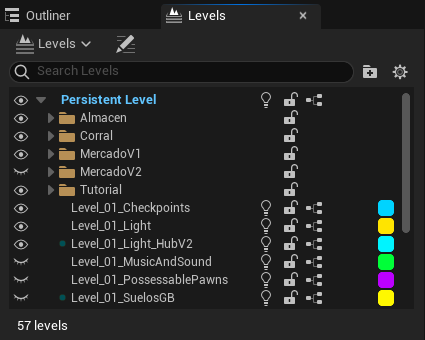 Outliner
Levels
Levels
Search Levels
Persistent Level
Almacen
Corral
MercadoV1
MercadoV2
Tutorial
Level_01_Checkpoints
Level_01_Light
Level_01_Light_HubV2
Level_01_MusicAndSound
Level_01_PossessablePawns
Level_01_SuelosGB
57 levels